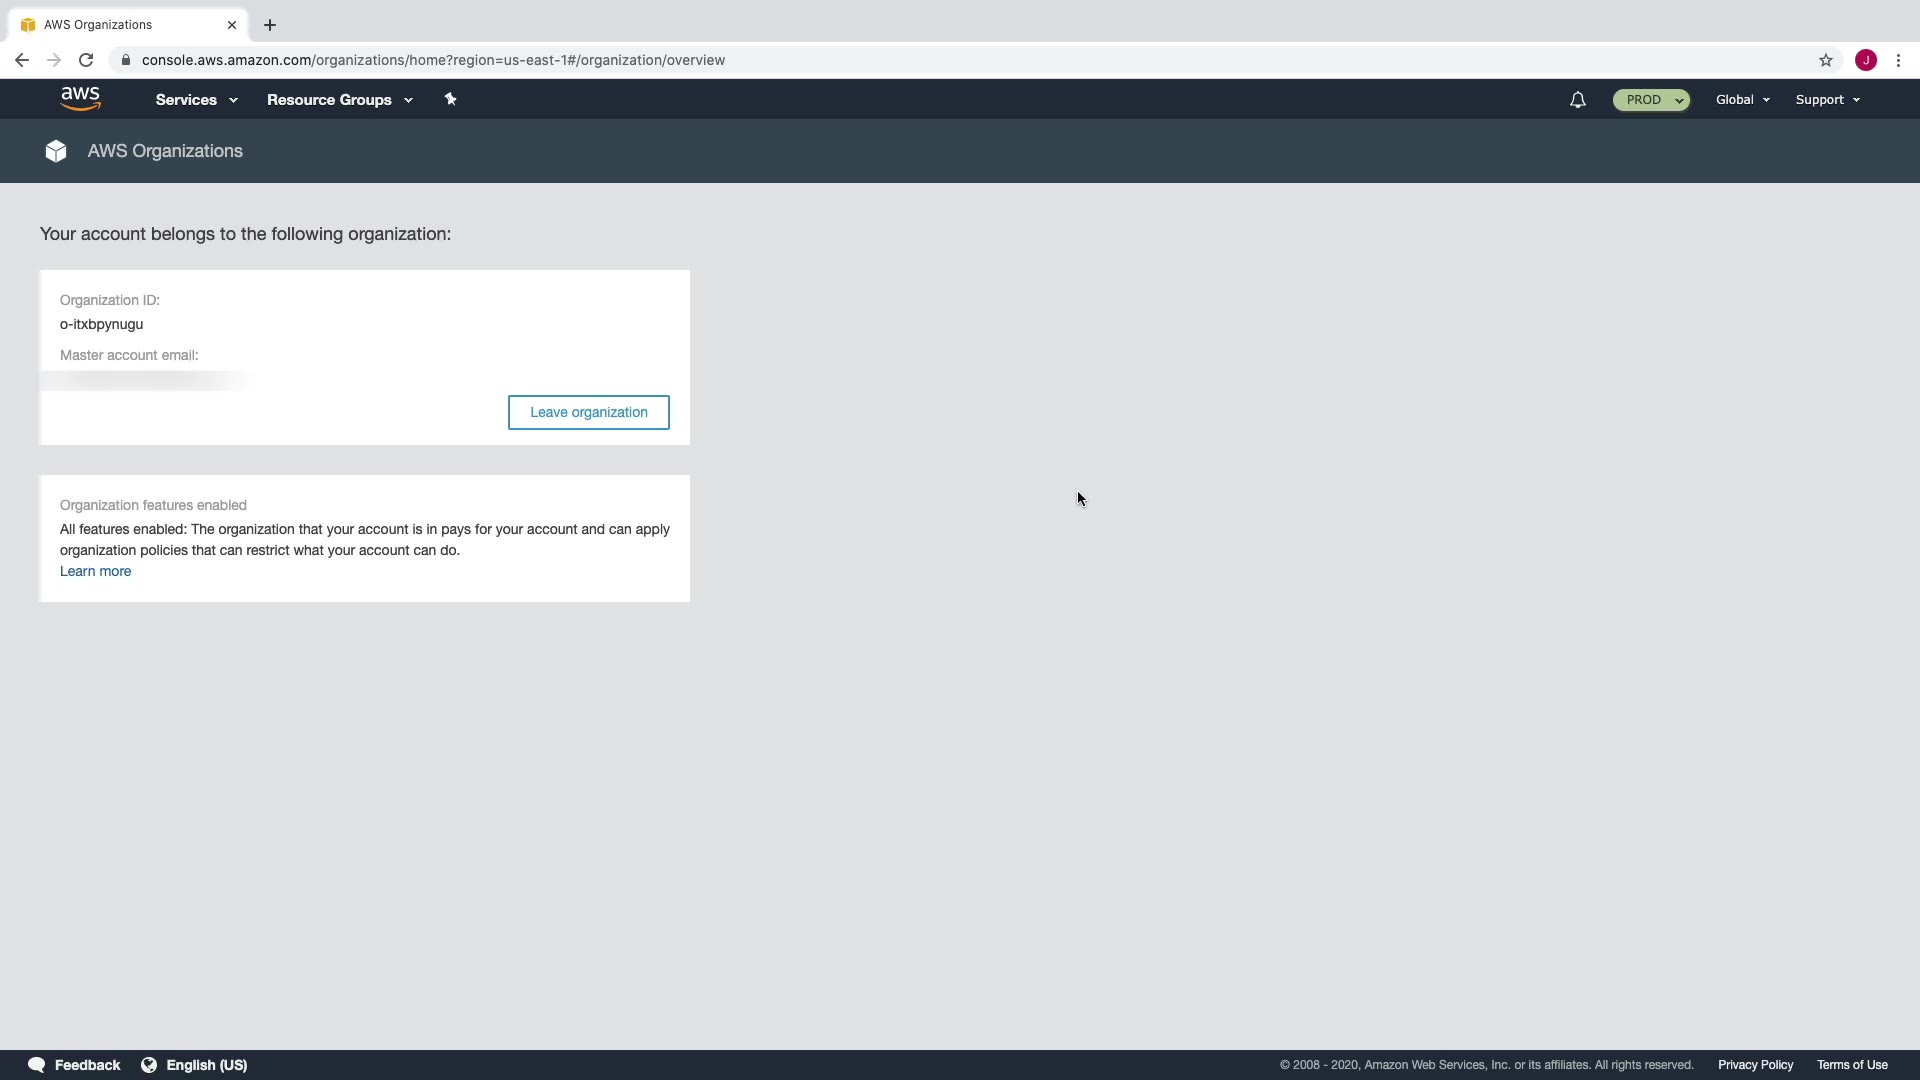 AWS Organizations
console.aws.amazon.com/organizations/home?region=us-east-1#/organization/overview
J
aws
Services
Resource Groups
PROD
Global
Support
AWS Organizations
Your account belongs to the following organization:
Organization ID:
o-itxbpynugu
Master account email:
Leave organization
Organization features enabled
All features enabled: The organization that your account is in pays for your account and can apply
organization policies that can restrict what your account can do.
Learn more
Feedback
English (US)
© 2008 - 2020, Amazon Web Services, Inc. or its affiliates. All rights reserved.
Privacy Policy
Terms of Use